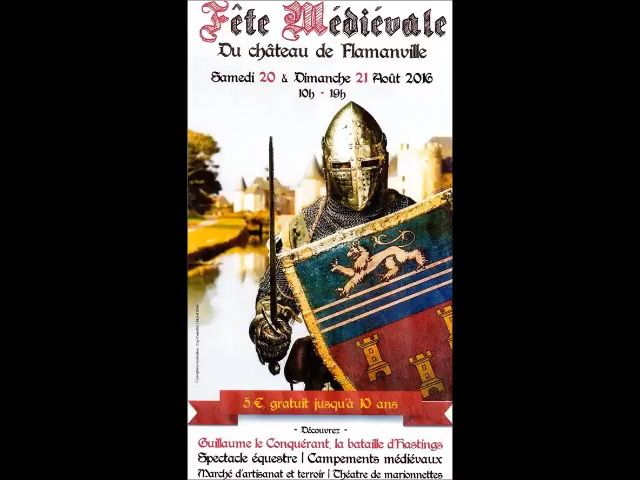 Fête Médiévale
Du château de Flamanville
Samedi 20 & Dimanche 21 Août 2016
10h - 19h
5 €, gratuit jusqu'à 10 ans
- Découvrez -
Guillaume le Conquérant, la bataille d'Hastings
Spectacle équestre | Campements médiévaux
Marché d'artisanat et terroir | Théatre de marionnettes